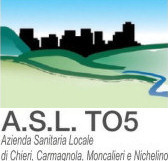 A.S.L. TO5
Azienda Sanitaria Locale
di Chieri, Carmagnola, Moncalieri e Nichelino